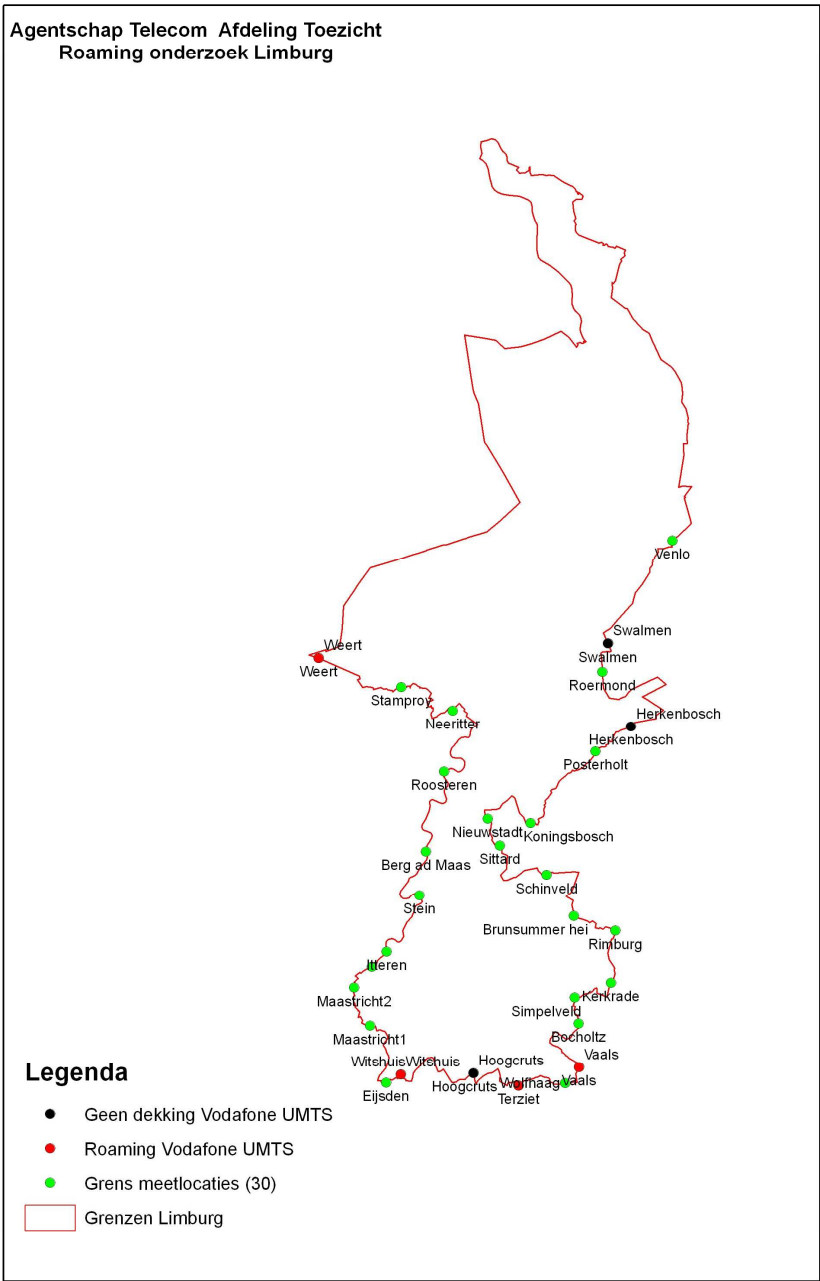 Agentschap Telecom Afdeling Toezicht
Roaming onderzoek Limburg
Venlo
Swalmen
Weert
Swalmen
Weert
Roermond
Stamproy
Herkenbosch
Neeritter
Herkenbosch
Posterholt
Roosteren
Nieuwstadt
Koningsbosch
Sittard
Berg ad Maas
Schinveld
Stein
Brunsummer hei
Rimburg
Itteren
Kerkrade
Maastricht2
Simpelveld
Bocholtz
Maastricht1
Vaals
Witshuis
Witshuis
Hoogcruts
Hoogcruts
Wolfhaag
Vaals
Eijsden
Terziet
Legenda
Geen dekking Vodafone UMTS
Roaming Vodafone UMTS
Grens meetlocaties (30)
Grenzen Limburg